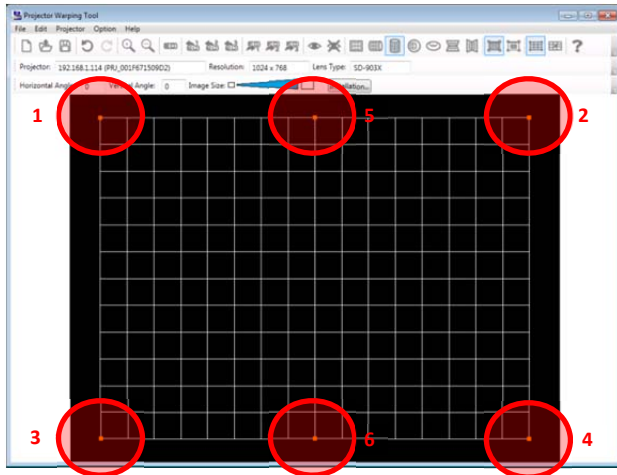 Projector Warping Tool
File Edit Projector Option Help
Projector: 192.168.1.114 (PRJ_001F671509D2) Resolution: 1024 x 768 Lens Type: SD-903X
Horizontal Angle: 0 Vertical Angle: 0 Image Size:
1 5 2
3 6 4